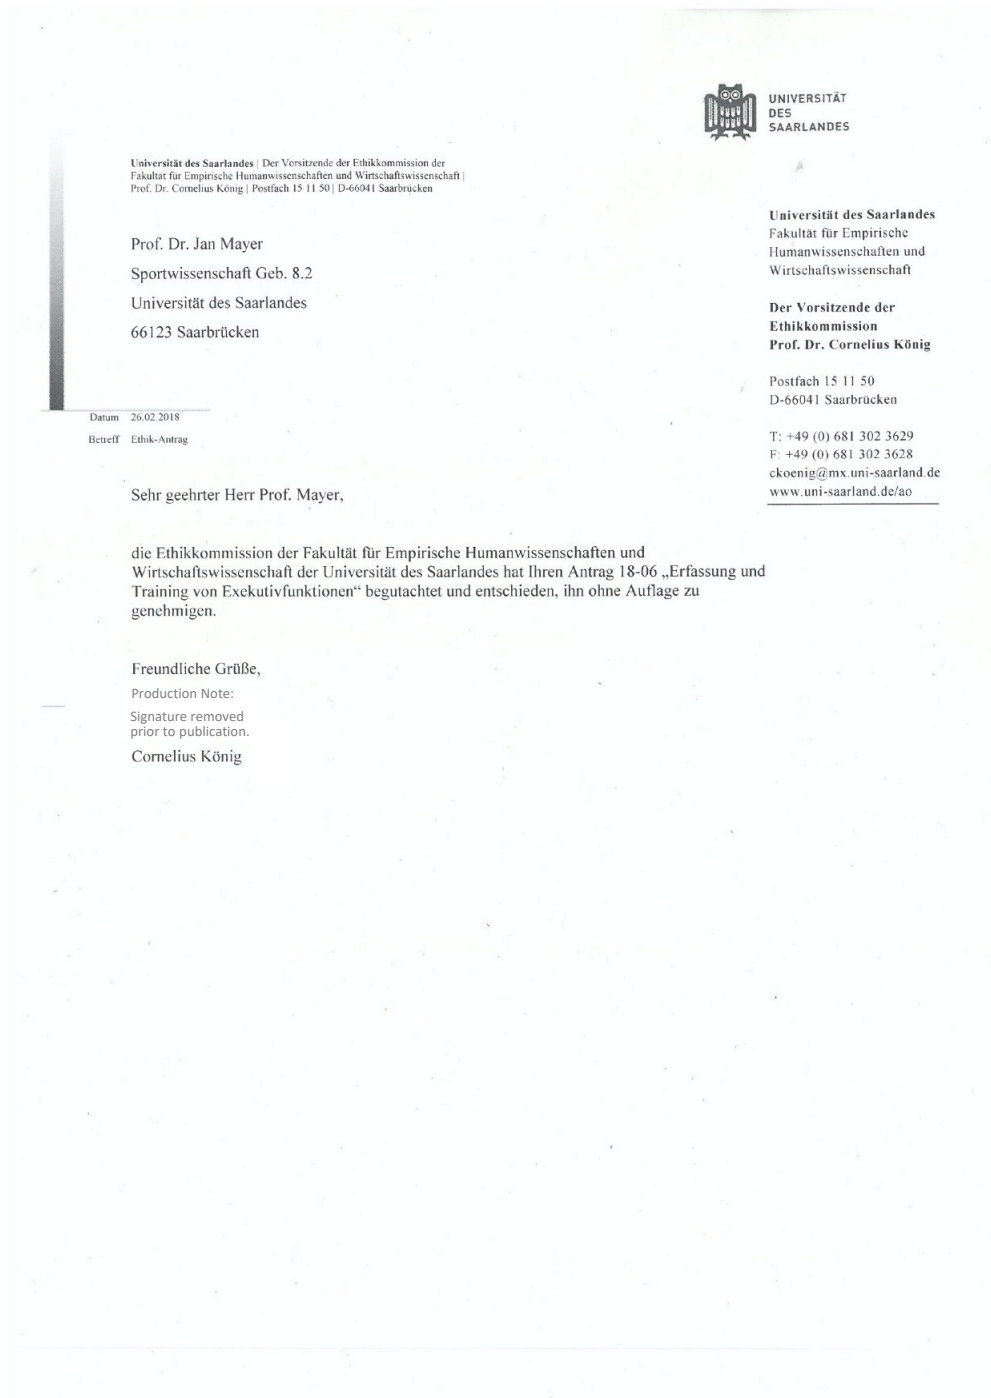 UNIVERSITÄT
DES
SAARLANDES
Universität des Saarlandes | Der Vorsitzende der Ethikkommission der
Fakultät für Empirische Humanwissenschaften und Wirtschaftswissenschaft |
Prof. Dr. Cornelius König | Postfach 15 11 50 | D-66041 Saarbrücken
Prof. Dr. Jan Mayer
Sportwissenschaft Geb. 8.2
Universität des Saarlandes
66123 Saarbrücken
Universität des Saarlandes
Fakultät für Empirische
Humanwissenschaften und
Wirtschaftswissenschaft
Der Vorsitzende der
Ethikkommission
Prof. Dr. Cornelius König
Postfach 15 11 50
D-66041 Saarbrücken
T: +49 (0) 681 302 3629
F: +49 (0) 681 302 3628
ckoenig@mx.uni-saarland.de
www.uni-saarland.de/ao
Datum 26.02.2018
Betreff Ethik-Antrag
Sehr geehrter Herr Prof. Mayer,
die Ethikkommission der Fakultät für Empirische Humanwissenschaften und
Wirtschaftswissenschaft der Universität des Saarlandes hat Ihren Antrag 18-06 „Erfassung und
Training von Exekutivfunktionen“ begutachtet und entschieden, ihn ohne Auflage zu
genehmigen.
Freundliche Grüße,
Production Note:
Signature removed
prior to publication.
Cornelius König